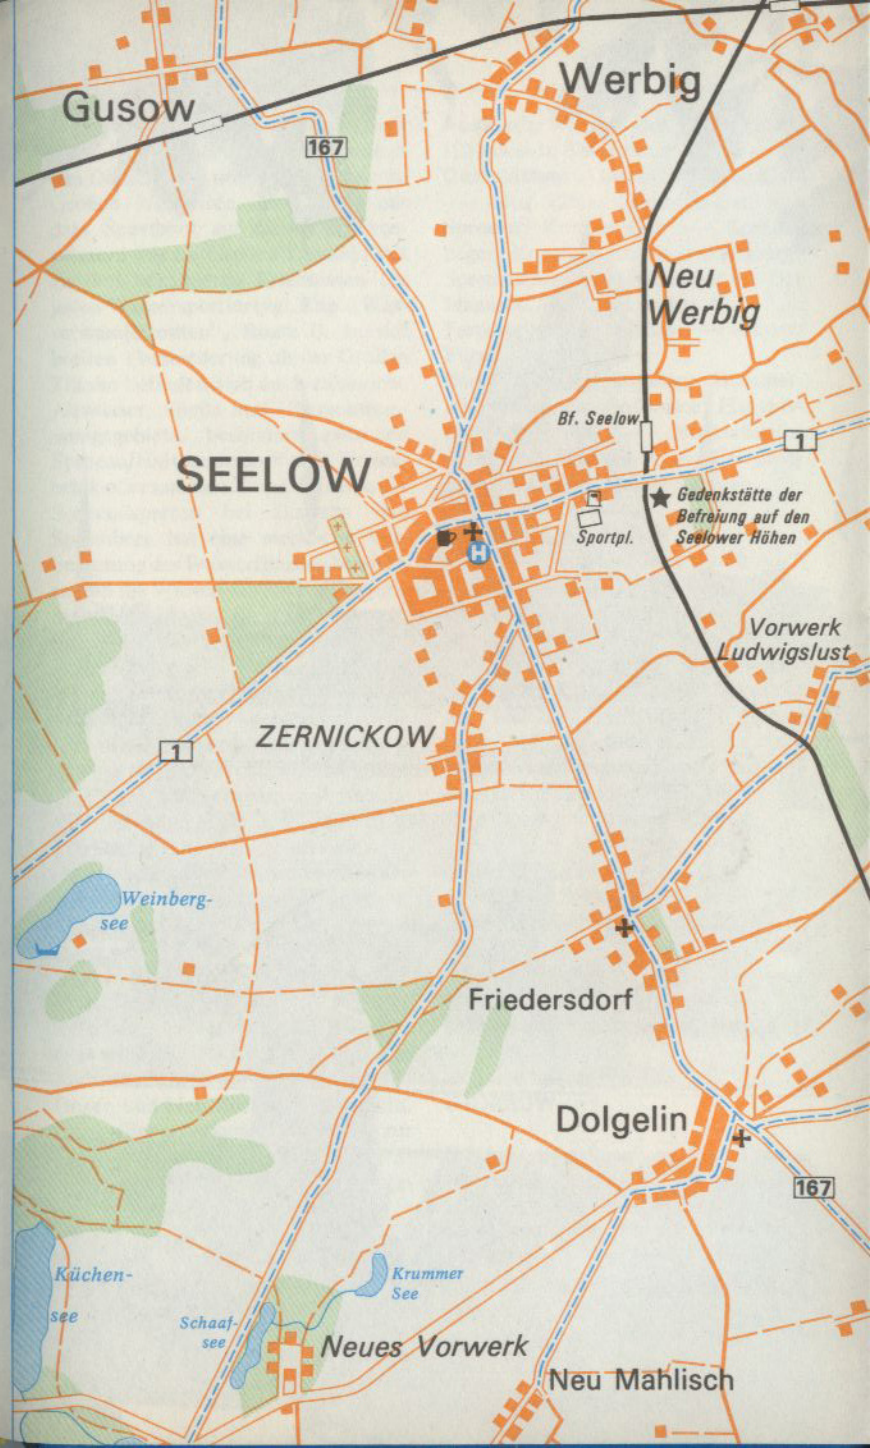 Werbig
Gusow
167
Neu
Werbig
Bf. Seelow
1
SEELOW
Gedenkstätte der
Befreiung auf den
Seelower Höhen
Sportpl.
H
Vorwerk
Ludwigslust
ZERNICKOW
1
Weinberg-
see
Friedersdorf
Dolgelin
167
Küchen-
see
Krummer
See
Schaaf-
see
Neues Vorwerk
Neu Mahlisch